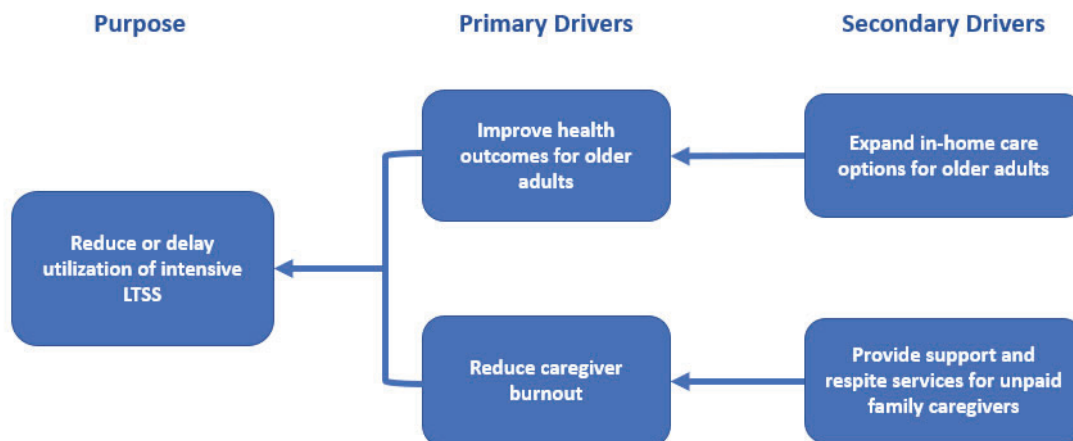 Purpose
Primary Drivers
Secondary Drivers
Improve health
outcomes for older
adults
Expand in-home care
options for older adults
Reduce or delay
utilization of intensive
LTSS
Reduce caregiver
burnout
Provide support and
respite services for unpaid
family caregivers